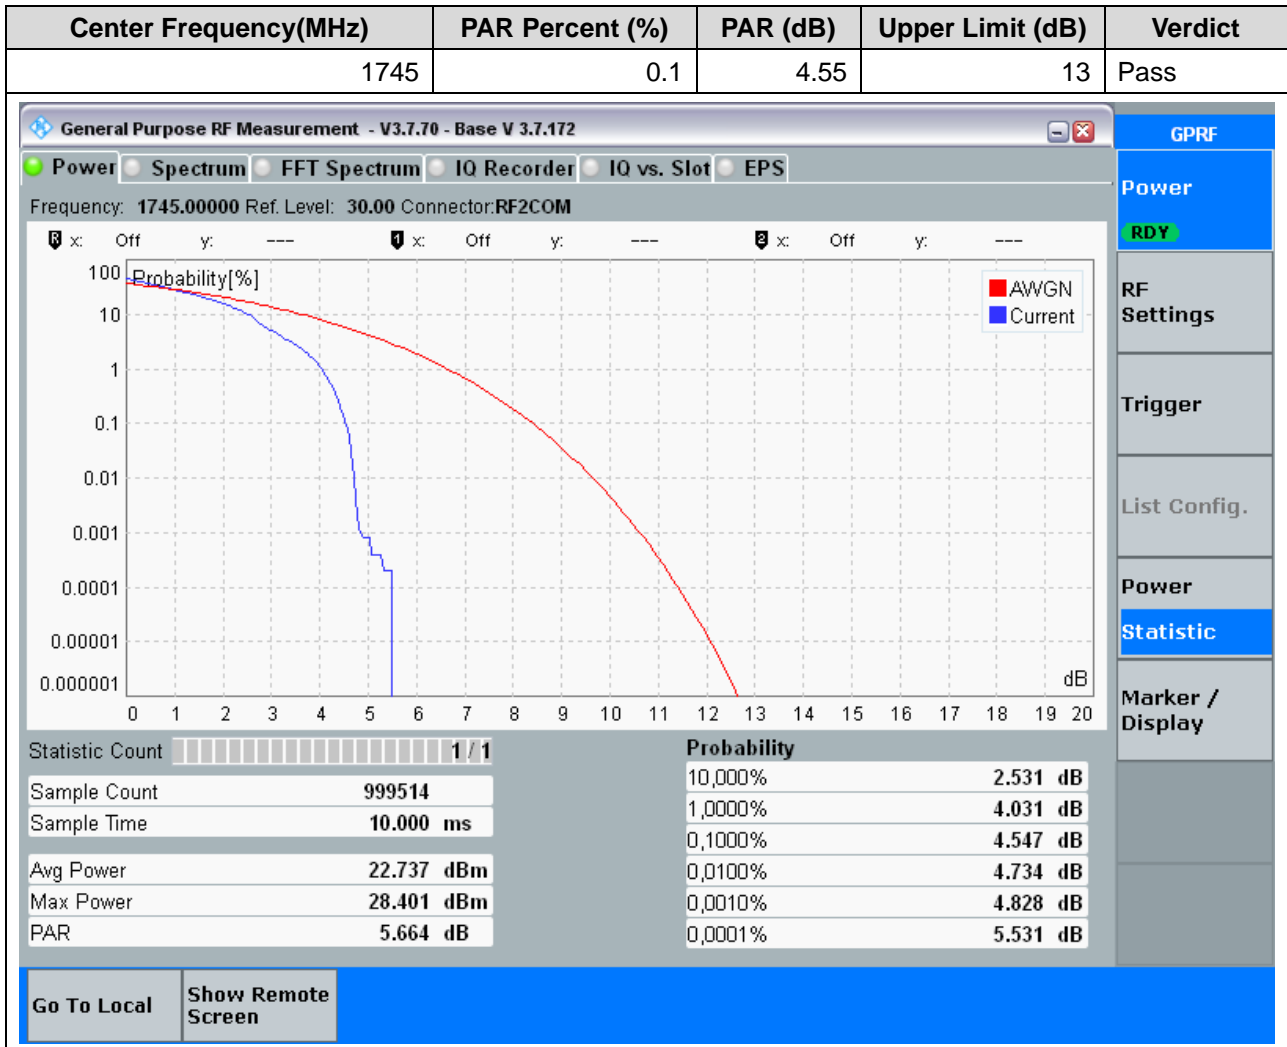 Center Frequency(MHz) PAR Percent (%) PAR (dB) Upper Limit (dB) Verdict
1745 0.1 4.55 13 Pass
General Purpose RF Measurement - V3.7.70 - Base V 3.7.172
GPRF
Power Spectrum FFT Spectrum IQ Recorder IQ vs. Slot EPS
Frequency: 1745.00000 Ref. Level: 30.00 Connector:RF2COM
R x: Off y: --- 1 x: Off y: --- 2 x: Off y: ---
Probability[%]
AWGN
Current
100
10
1
0.1
0.01
0.001
0.0001
0.00001
0.000001
dB
0 1 2 3 4 5 6 7 8 9 10 11 12 13 14 15 16 17 18 19 20
Statistic Count 1 / 1
Sample Count 999514
Sample Time 10.000 ms
Avg Power 22.737 dBm
Max Power 28.401 dBm
PAR 5.664 dB
Probability
10,000% 2.531 dB
1,0000% 4.031 dB
0,1000% 4.547 dB
0,0100% 4.734 dB
0,0010% 4.828 dB
0,0001% 5.531 dB
Power
RDY
RF
Settings
Trigger
List Config.
Power
Statistic
Marker /
Display
Go To Local
Show Remote
Screen